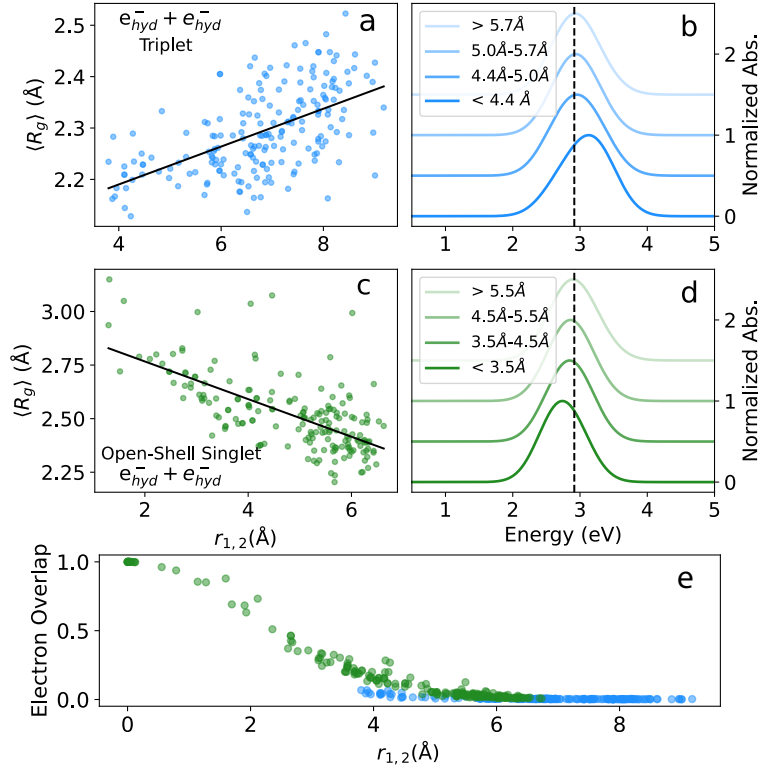 e⁻hyd + e⁻hyd
Triplet
a
⟨Rg⟩ (Å)
2.5
2.4
2.3
2.2
4
6
8
b
> 5.7Å
5.0Å-5.7Å
4.4Å-5.0Å
< 4.4 Å
Normalized Abs.
2
1
0
1
2
3
4
5
c
⟨Rg⟩ (Å)
3.00
2.75
2.50
2.25
Open-Shell Singlet
e⁻hyd + e⁻hyd
2
4
6
r1,2(Å)
d
> 5.5Å
4.5Å-5.5Å
3.5Å-4.5Å
< 3.5Å
Normalized Abs.
2
1
0
1
2
3
4
5
Energy (eV)
e
Electron Overlap
1.0
0.5
0.0
0
2
4
6
8
r1,2(Å)